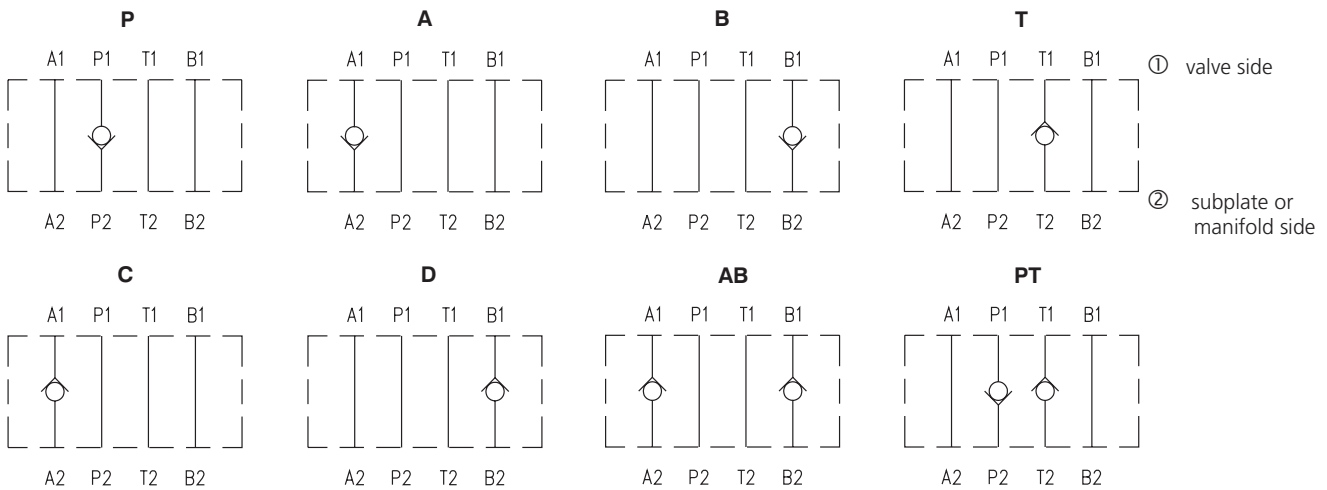 P A B T
A1 P1 T1 B1 A1 P1 T1 B1 A1 P1 T1 B1 A1 P1 T1 B1
① valve side
A2 P2 T2 B2 A2 P2 T2 B2 A2 P2 T2 B2 A2 P2 T2 B2
② subplate or
manifold side
C D AB PT
A1 P1 T1 B1 A1 P1 T1 B1 A1 P1 T1 B1 A1 P1 T1 B1
A2 P2 T2 B2 A2 P2 T2 B2 A2 P2 T2 B2 A2 P2 T2 B2